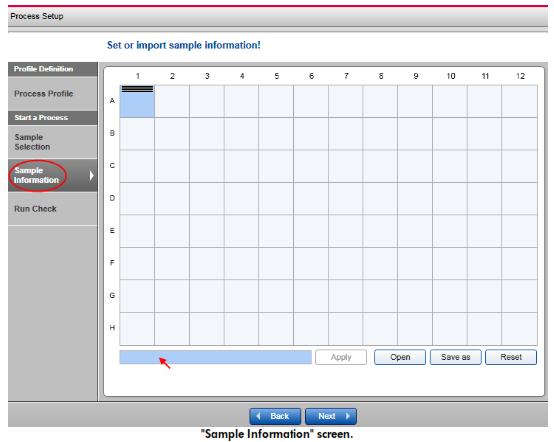 Process Setup
Set or import sample information!
Profile Definition
Process Profile
Start a Process
Sample
Selection
Sample
Information
Run Check
1 2 3 4 5 6 7 8 9 10 11 12
A
B
C
D
E
F
G
H
Apply Open Save as Reset
Back Next
"Sample Information" screen.